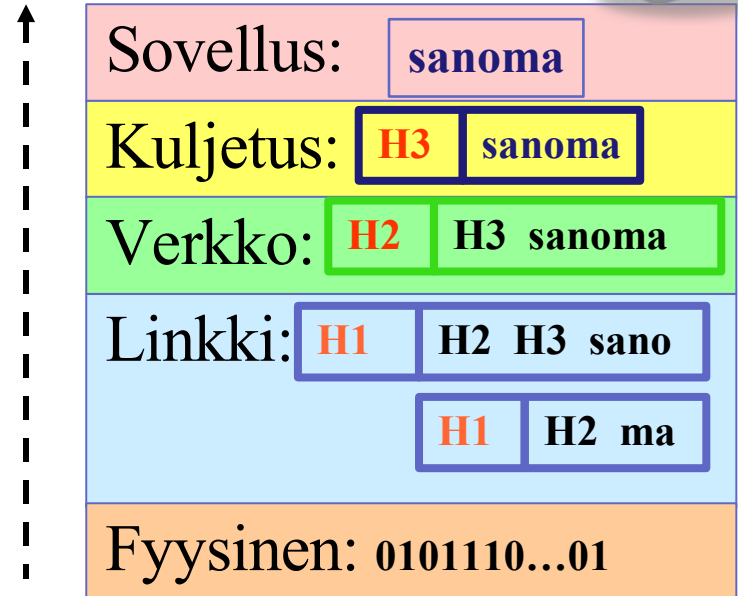 Sovellus: sanoma
Kuljetus: H3 sanoma
Verkko: H2 H3 sanoma
Linkki: H1 H2 H3 sano
H1 H2 ma
Fyysinen: 0101110...01